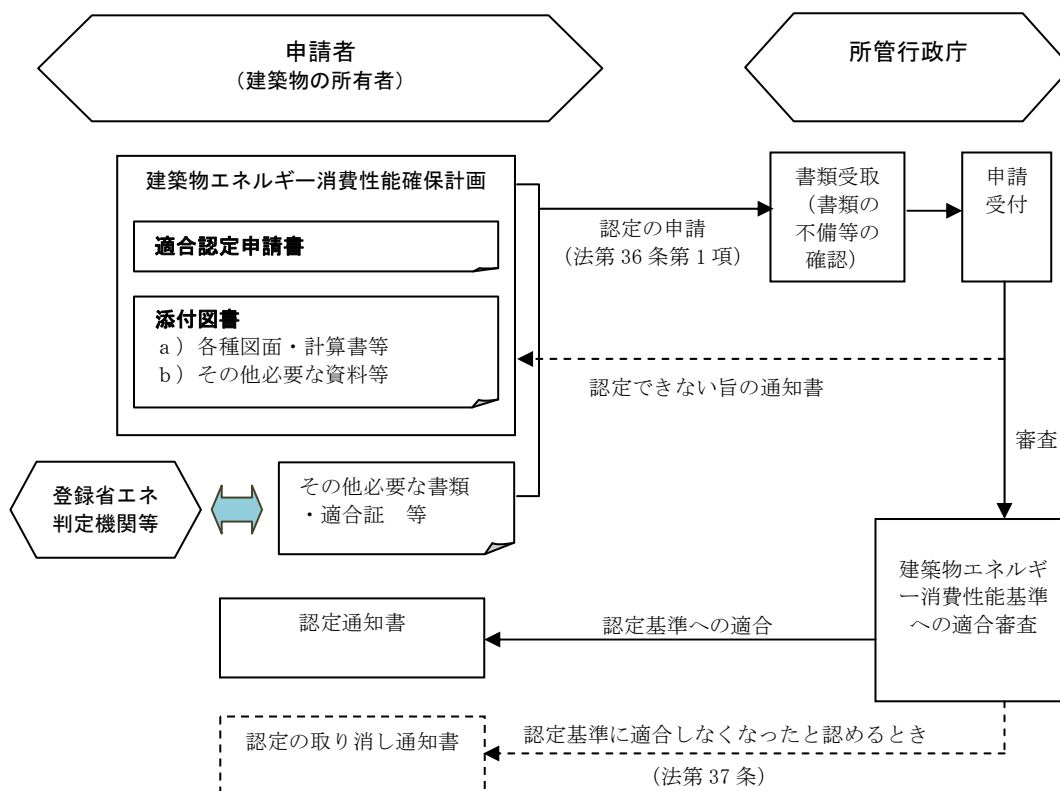 申請者
（建築物の所有者）
所管行政庁
建築物エネルギー消費性能確保計画
適合認定申請書
添付図書
a）各種図面・計算書等
b）その他必要な資料等
認定の申請
（法第 36 条第 1 項）
書類受取
（書類の
不備等の
確認）
申請
受付
認定できない旨の通知書
審査
登録省エネ
判定機関等
その他必要な書類
・適合証　等
建築物エネルギ
ー消費性能基準
への適合審査
認定通知書
認定基準への適合
認定の取り消し通知書
認定基準に適合しなくなったと認めるとき
（法第 37 条）